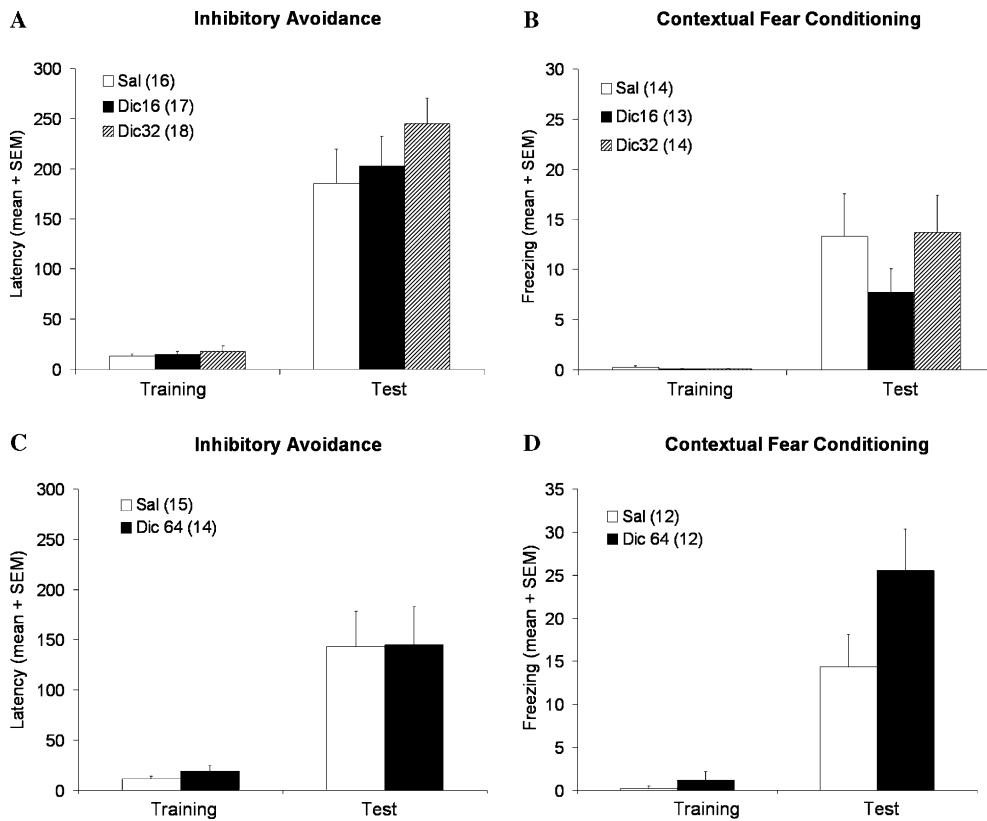 A
Inhibitory Avoidance
Latency (mean + SEM)
300
250
200
150
100
50
0
Sal (16)
Dic16 (17)
Dic32 (18)
Training Test
B
Contextual Fear Conditioning
Freezing (mean + SEM)
30
25
20
15
10
5
0
Sal (14)
Dic16 (13)
Dic32 (14)
Training Test
C
Inhibitory Avoidance
Latency (mean + SEM)
300
250
200
150
100
50
0
Sal (15)
Dic 64 (14)
Training Test
D
Contextual Fear Conditioning
Freezing (mean + SEM)
35
30
25
20
15
10
5
0
Sal (12)
Dic 64 (12)
Training Test